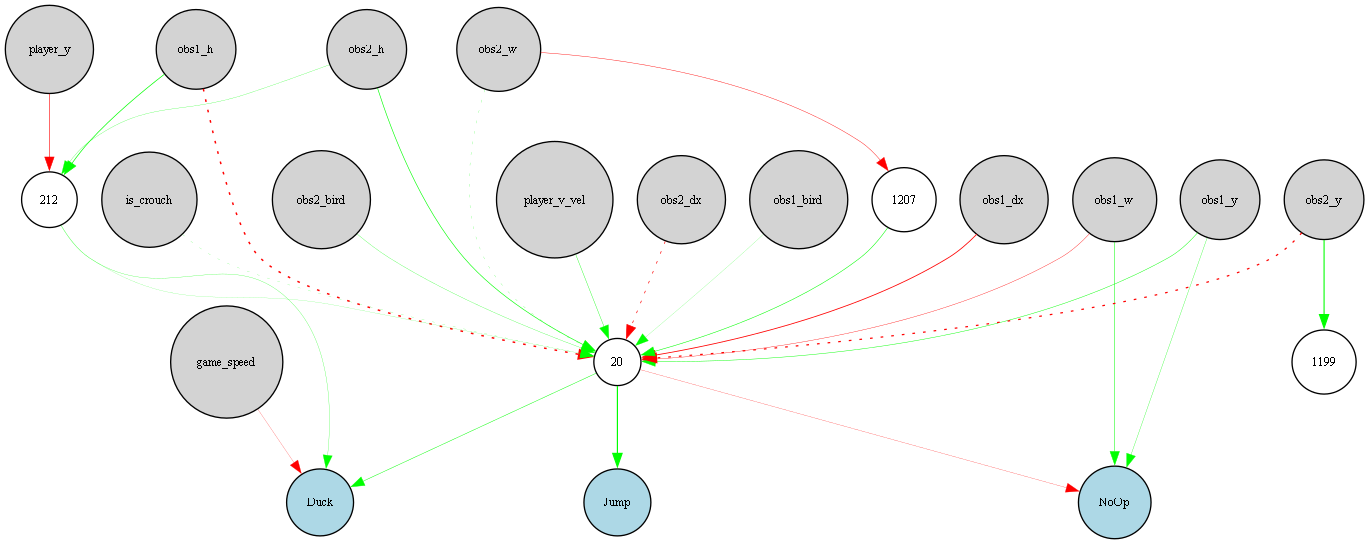 player_y
obs1_h
obs2_h
obs2_w
212
is_crouch
obs2_bird
player_v_vel
obs2_dx
obs1_bird
1207
obs1_dx
obs1_w
obs1_y
obs2_y
game_speed
20
1199
Duck
Jump
NoOp